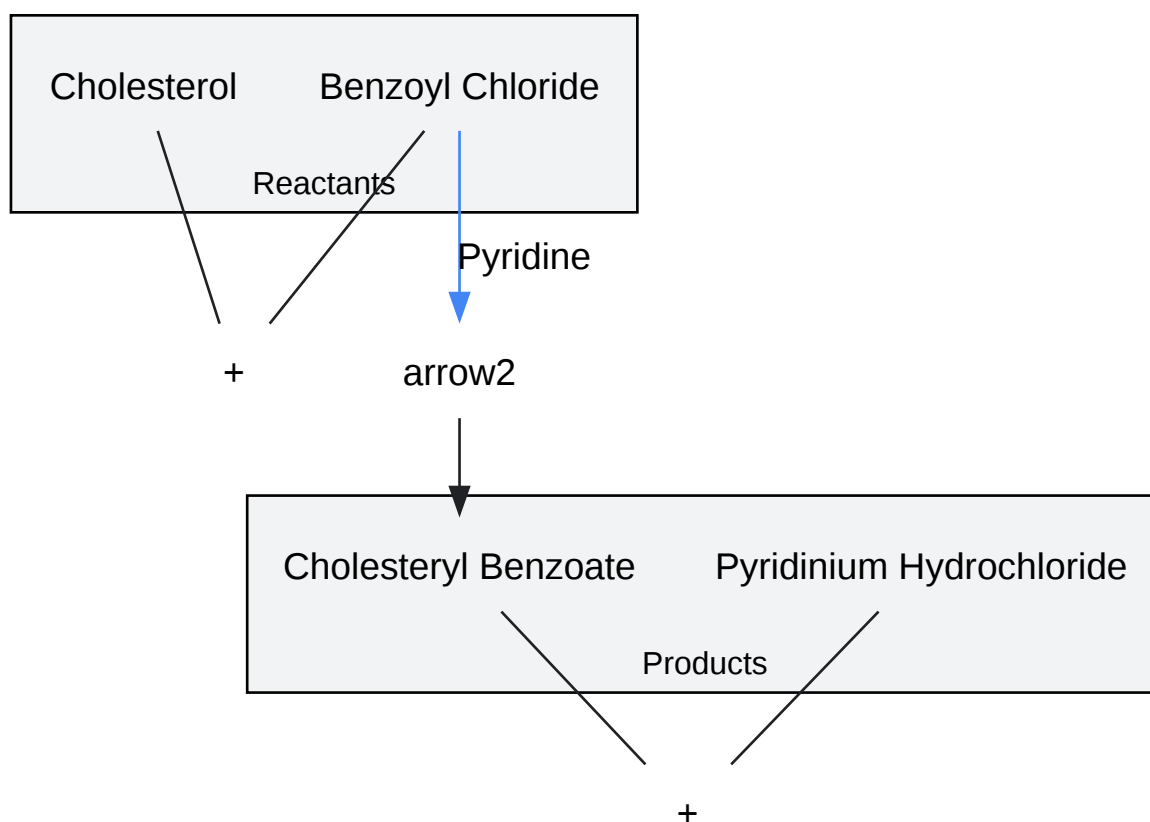 Cholesterol
Benzoyl Chloride
Reactants
Pyridine
+
arrow2
Cholesteryl Benzoate
Pyridinium Hydrochloride
Products
+